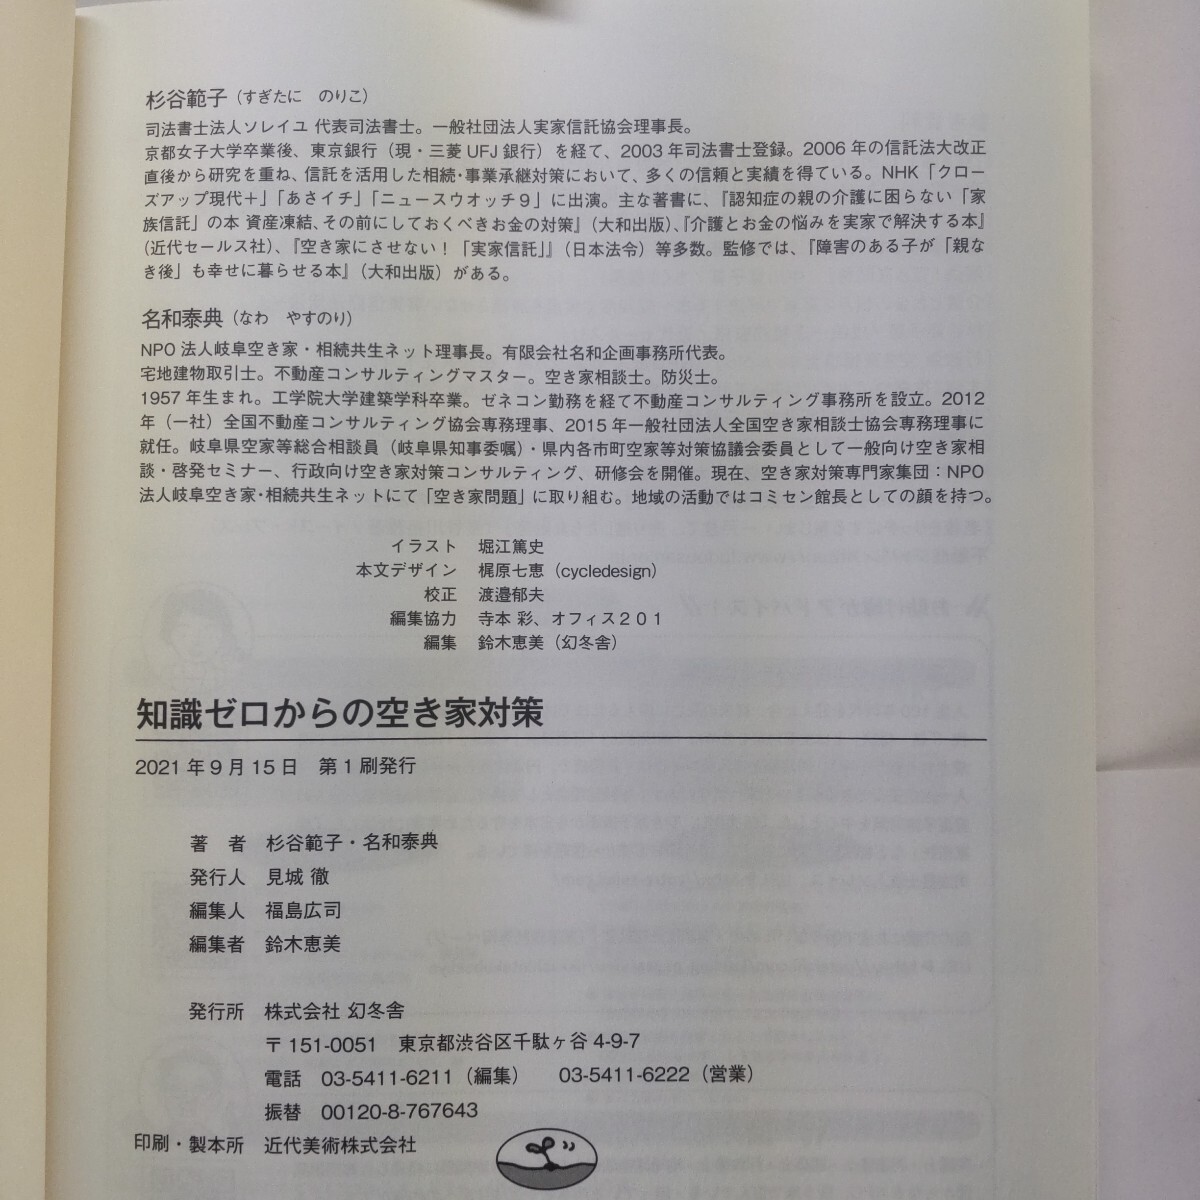 杉谷範子（すぎたに　のりこ）
司法書士法人ソレイユ 代表司法書士。一般社団法人実家信託協会理事長。
京都女子大学卒業後、東京銀行（現・三菱UFJ銀行）を経て、2003年司法書士登録。2006年の信託法大改正
直後から研究を重ね、信託を活用した相続・事業承継対策において、多くの信頼と実績を得ている。NHK「クロー
ズアップ現代＋」「あさイチ」「ニュースウオッチ9」に出演。主な著書に、『認知症の親の介護に困らない「家
族信託」の本 資産凍結、その前にしておくべきお金の対策』（大和出版）、『介護とお金の悩みを実家で解決する本』
（近代セールス社）、『空き家にさせない！「実家信託」』（日本法令）等多数。監修では、『障害のある子が「親な
き後」も幸せに暮らせる本』（大和出版）がある。
名和泰典（なわ　やすのり）
NPO法人岐阜空き家・相続共生ネット理事長。有限会社名和企画事務所代表。
宅地建物取引士。不動産コンサルティングマスター。空き家相談士。防災士。
1957年生まれ。工学院大学建築学科卒業。ゼネコン勤務を経て不動産コンサルティング事務所を設立。2012
年（一社）全国不動産コンサルティング協会専務理事、2015年一般社団法人全国空き家相談士協会専務理事に
就任。岐阜県空家等総合相談員（岐阜県知事委嘱）・県内各市町空家等対策協議会委員として一般向け空き家相
談・啓発セミナー、行政向け空き家対策コンサルティング、研修会を開催。現在、空き家対策専門家集団：NPO
法人岐阜空き家・相続共生ネットにて「空き家問題」に取り組む。地域の活動ではコミセン館長としての顔を持つ。
イラスト　堀江篤史
本文デザイン　梶原七恵（cycledesign）
校正　渡邉郁夫
編集協力　寺本 彩、オフィス２０１
編集　鈴木恵美（幻冬舎）
知識ゼロからの空き家対策
2021年9月15日　第1刷発行
著　者　杉谷範子・名和泰典
発行人　見城 徹
編集人　福島広司
編集者　鈴木恵美
発行所　株式会社 幻冬舎
〒151-0051　東京都渋谷区千駄ヶ谷4-9-7
電話　03-5411-6211（編集）　03-5411-6222（営業）
振替　00120-8-767643
印刷・製本所　近代美術株式会社